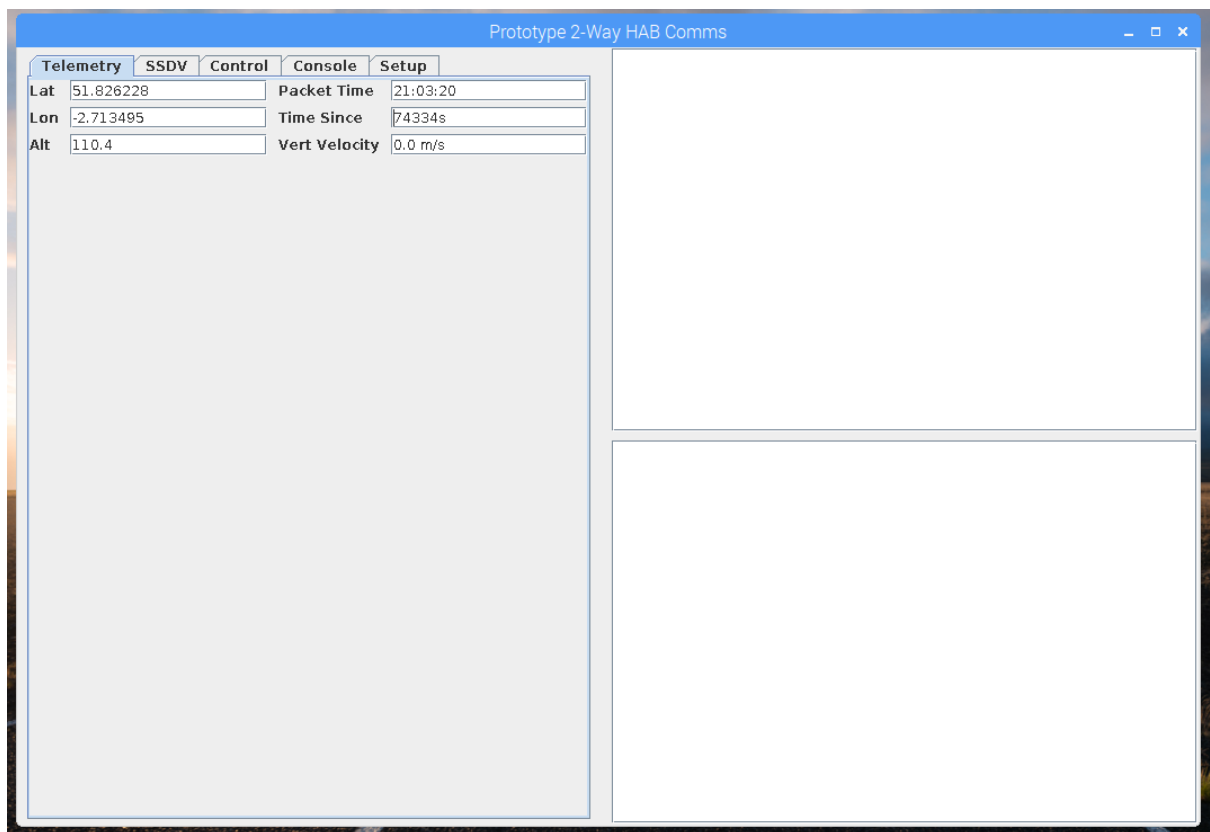 Prototype 2-Way HAB Comms
Telemetry SSDV Control Console Setup
Lat 51.826228 Packet Time 21:03:20
Lon -2.713495 Time Since 74334s
Alt 110.4 Vert Velocity 0.0 m/s